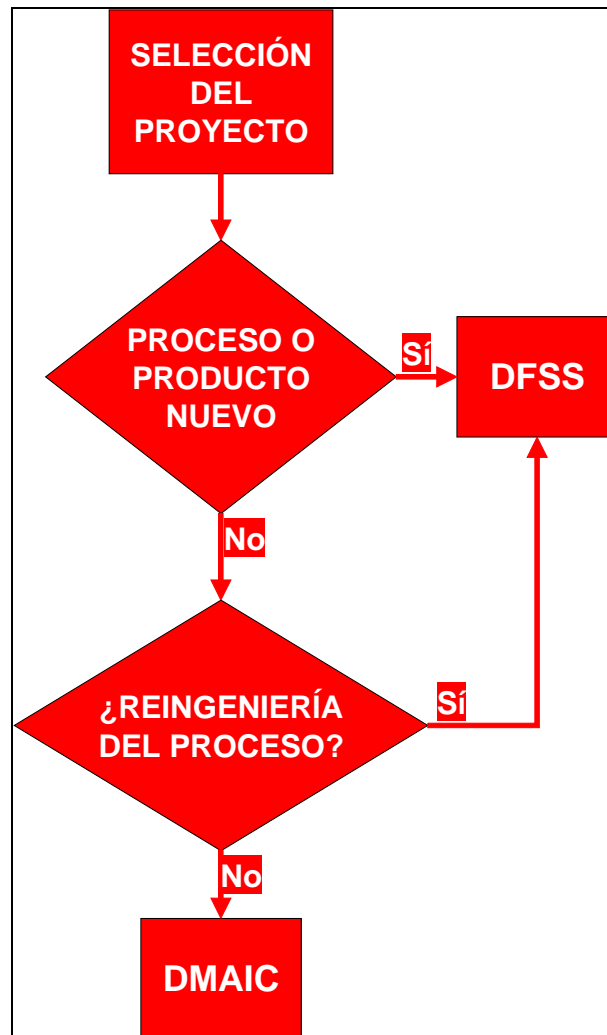 SELECCIÓN
DEL
PROYECTO
PROCESO O
PRODUCTO
NUEVO
Sí
DFSS
No
¿REINGENIERÍA
DEL PROCESO?
Sí
No
DMAIC